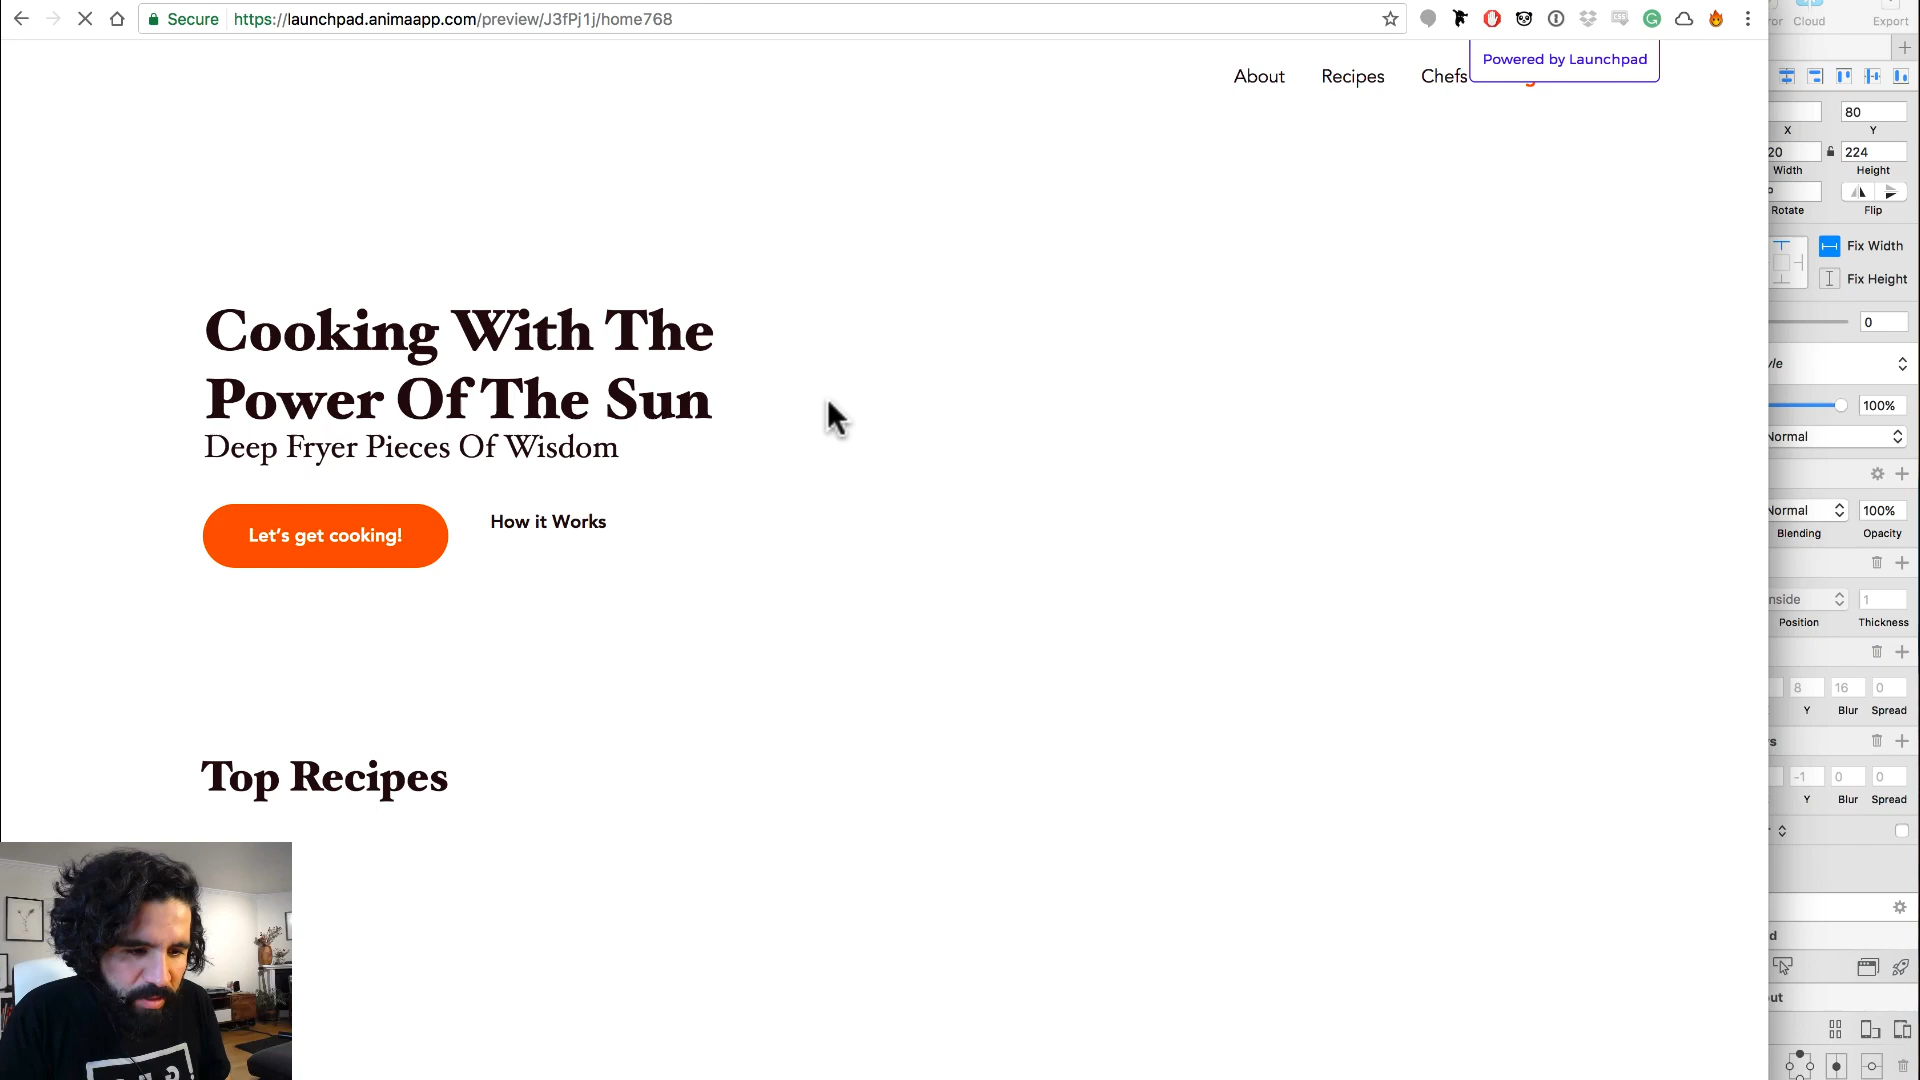 Secure https://launchpad.animaapp.com/preview/J3fPj1j/home768
Cloud Export
Powered by Launchpad
About Recipes Chefs
80
X Y
20 224
Width Height
Rotate Flip
Fix Width
Fix Height
0
100%
Normal
Normal 100%
Blending Opacity
1
Position Thickness
8 16 0
Y Blur Spread
-1 0 0
Y Blur Spread
Cooking With The
Power Of The Sun
Deep Fryer Pieces Of Wisdom
Let's get cooking!
How it Works
Top Recipes